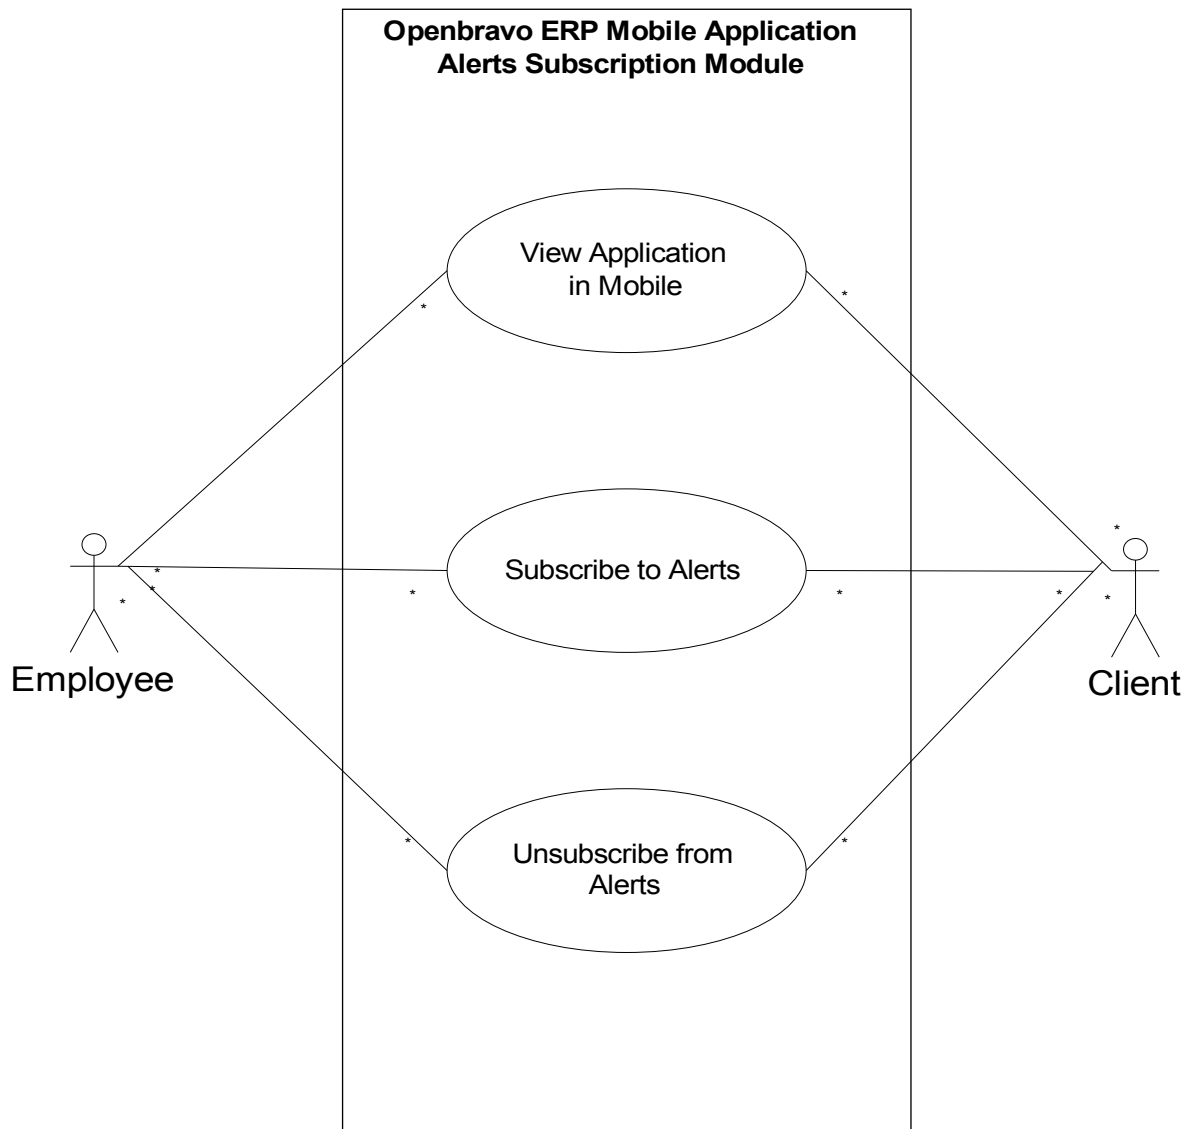 Openbravo ERP Mobile Application
Alerts Subscription Module
View Application
in Mobile
*
*
*
Subscribe to Alerts
*
*
*
*
*
*
*
Employee
Client
Unsubscribe from
Alerts
*
*